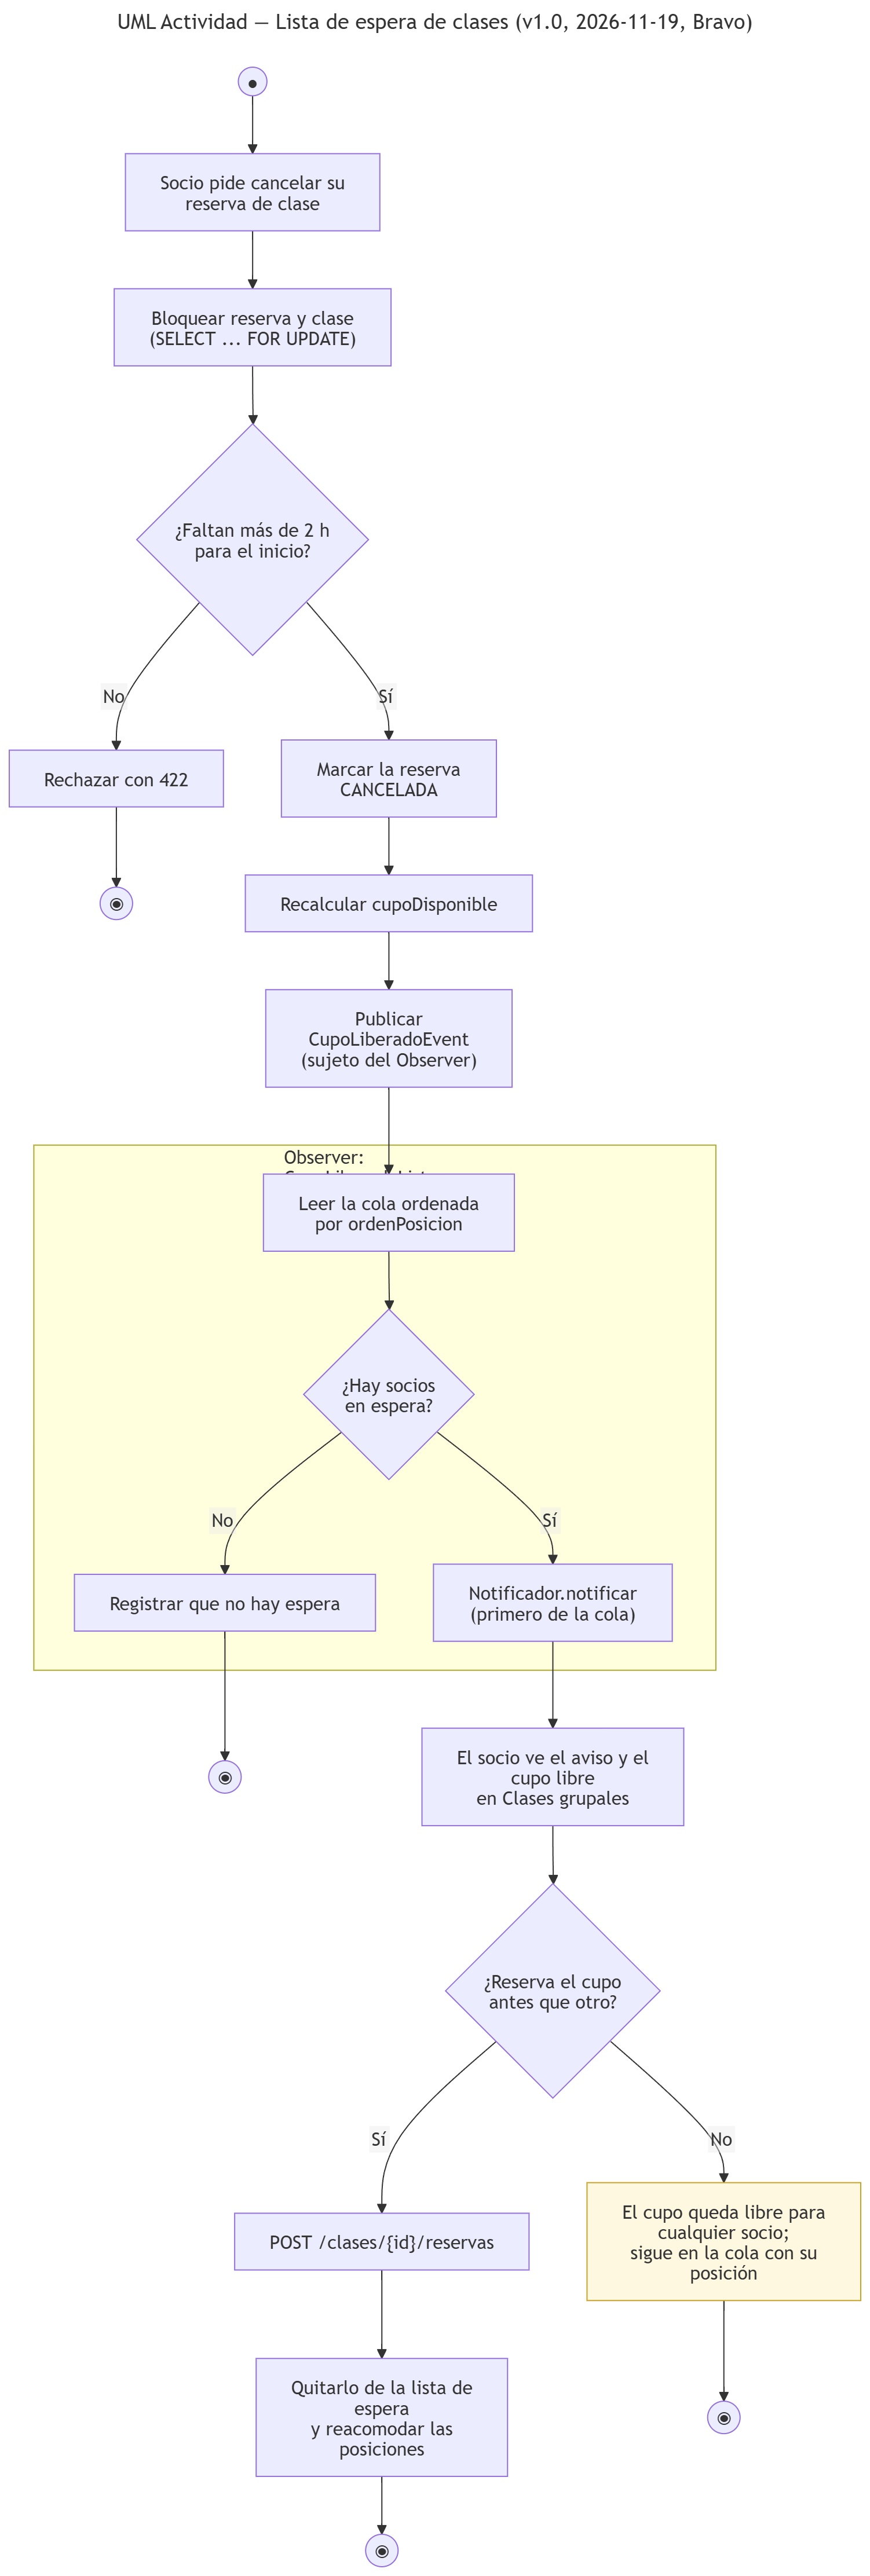 UML Actividad — Lista de espera de clases (v1.0, 2026-11-19, Bravo)
Socio pide cancelar su
reserva de clase
Bloquear reserva y clase
(SELECT ... FOR UPDATE)
¿Faltan más de 2 h
para el inicio?
No
Sí
Rechazar con 422
Marcar la reserva
CANCELADA
Recalcular cupoDisponible
Publicar
CupoLiberadoEvent
(sujeto del Observer)
Observer:
Leer la cola ordenada
por ordenPosicion
¿Hay socios
en espera?
No
Sí
Registrar que no hay espera
Notificador.notificar
(primero de la cola)
El socio ve el aviso y el
cupo libre
en Clases grupales
¿Reserva el cupo
antes que otro?
Sí
No
POST /clases/{id}/reservas
El cupo queda libre para
cualquier socio;
sigue en la cola con su
posición
Quitarlo de la lista de
espera
y reacomodar las
posiciones